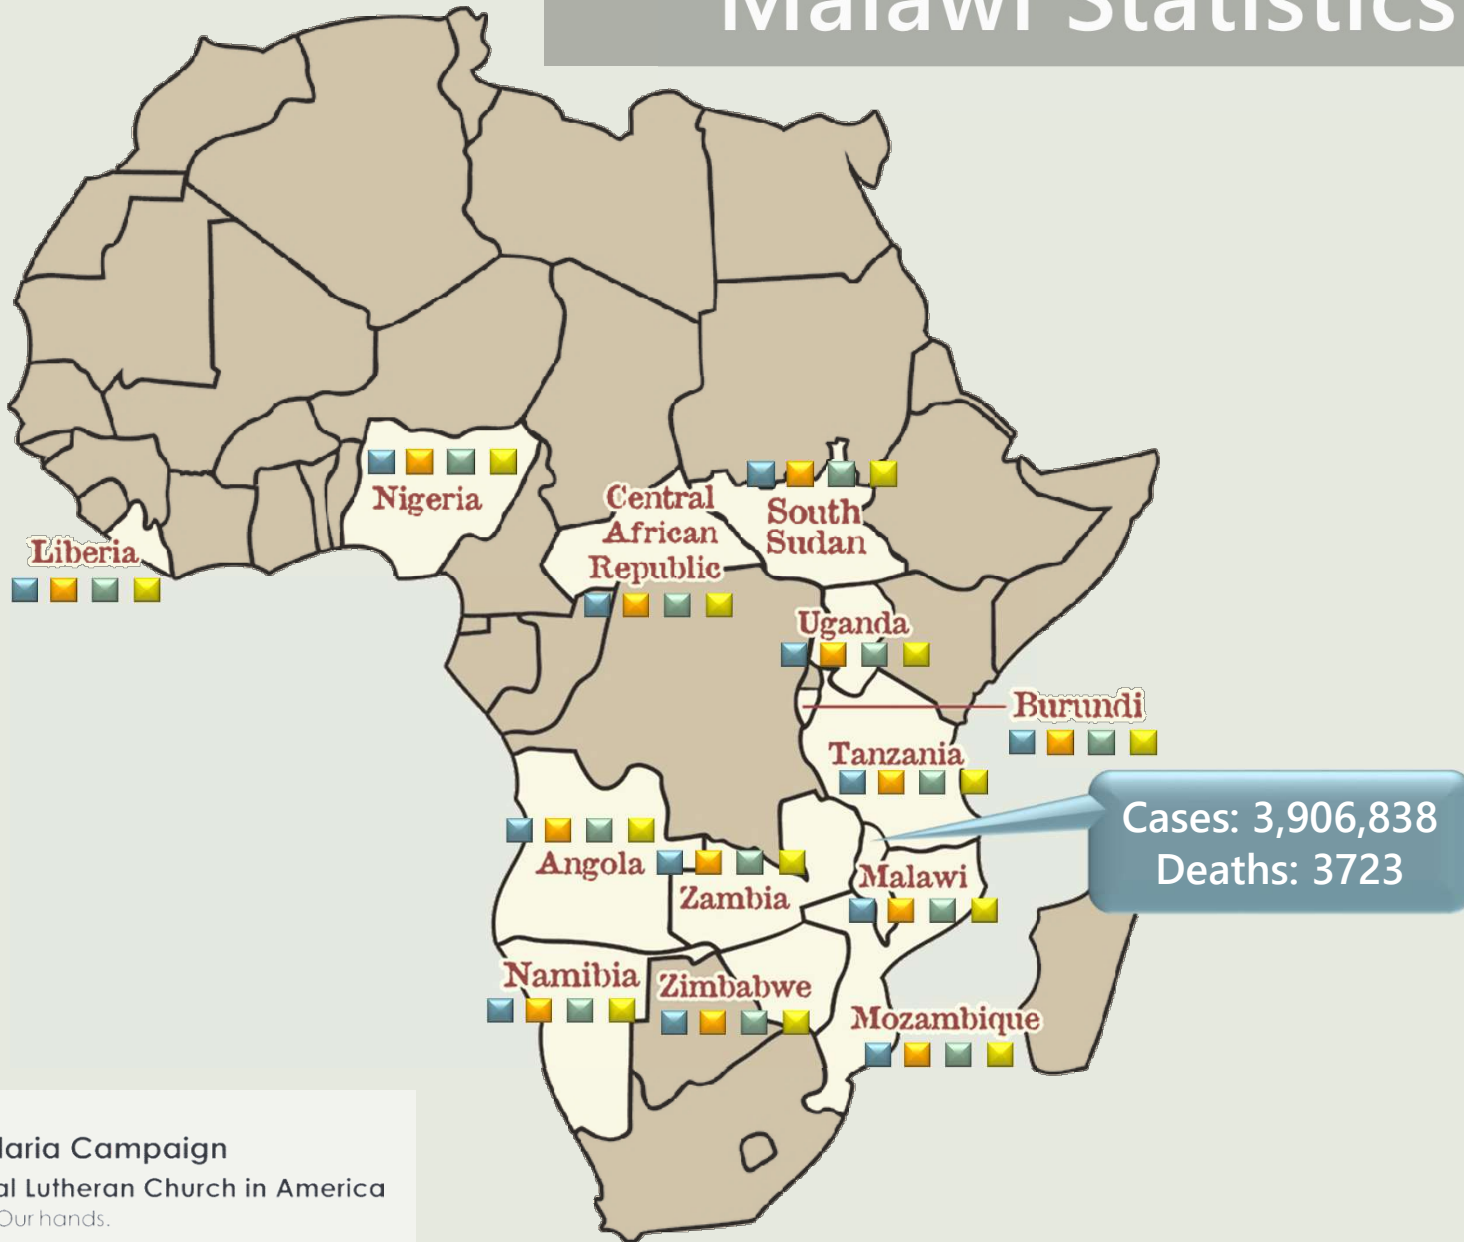 Malawi Statistics
Nigeria
Central
African
Republic
South
Sudan
Liberia
Uganda
Burundi
Tanzania
Cases: 3,906,838
Deaths: 3723
Angola
Zambia
Malawi
Namibia
Zimbabwe
Mozambique
laria Campaign
al Lutheran Church in America
Our hands.